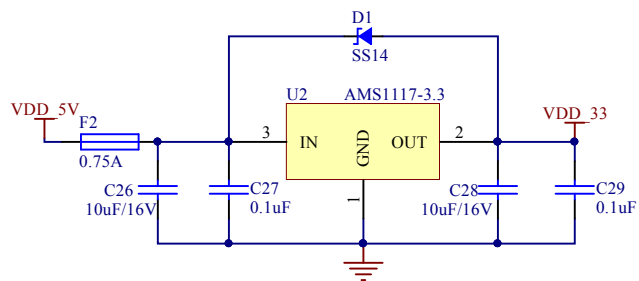 D1
SS14
U2
AMS1117-3.3
VDD_5V
F2
0.75A
3
IN
GND
OUT
2
VDD_33
1
C26
10uF/16V
C27
0.1uF
C28
10uF/16V
C29
0.1uF